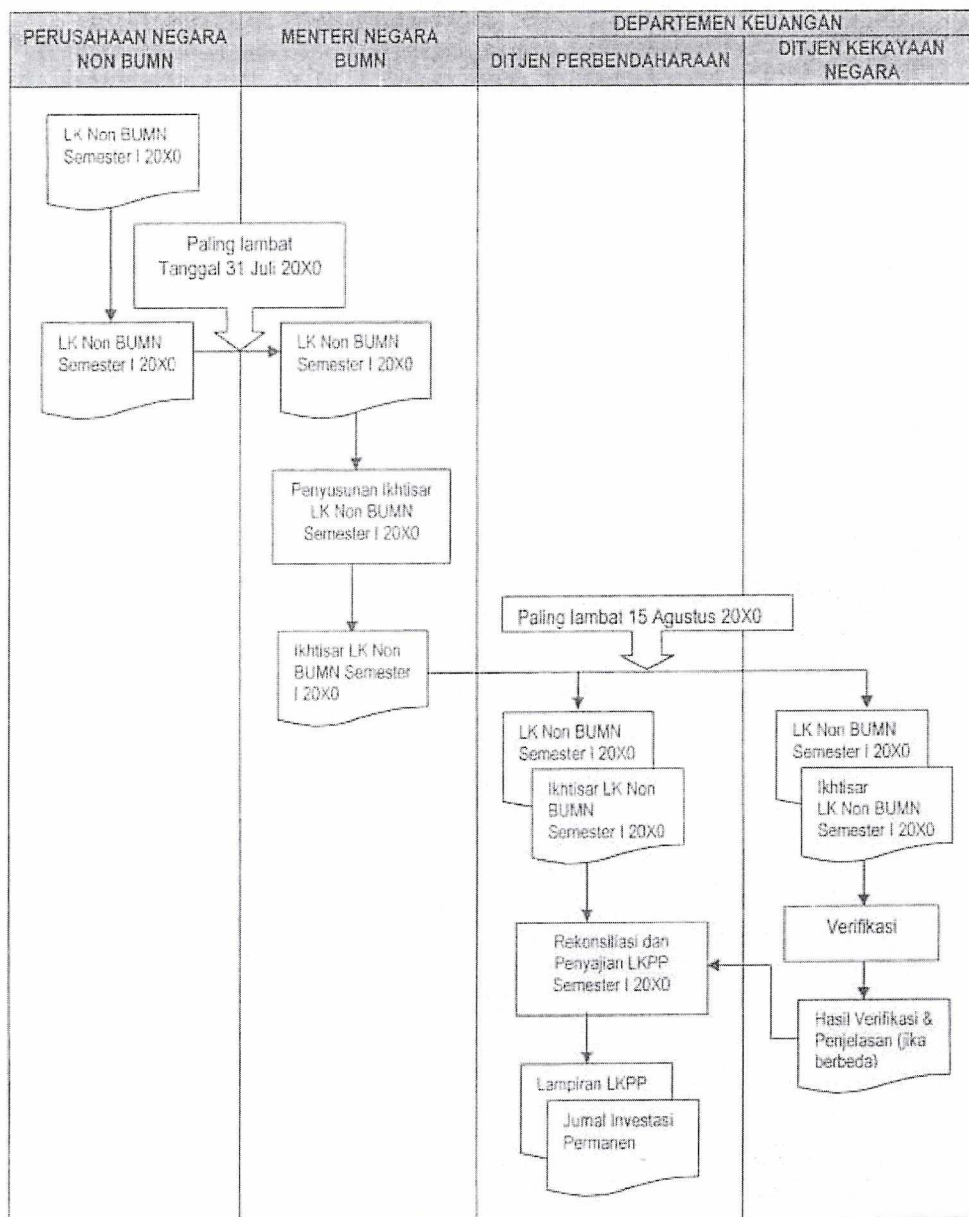 PERUSAHAAN NEGARA
NON BUMN
MENTERI NEGARA
BUMN
DEPARTEMEN KEUANGAN
DITJEN PERBENDAHARAAN
DITJEN KEKAYAAN
NEGARA
LK Non BUMN
Semester I 20X0
Paling lambat
Tanggal 31 Juli 20X0
LK Non BUMN
Semester I 20X0
LK Non BUMN
Semester I 20X0
Penyusunan Ikhtisar
LK Non BUMN
Semester I 20X0
Paling lambat 15 Agustus 20X0
Ikhtisar LK Non
BUMN Semester
I 20X0
LK Non BUMN
Semester I 20X0
Ikhtisar LK Non
BUMN
Semester I 20X0
LK Non BUMN
Semester I 20X0
Ikhtisar
LK Non BUMN
Semester I 20X0
Rekonsiliasi dan
Penyajian LKPP
Semester I 20X0
Verifikasi
Hasil Verifikasi &
Penjelasan (jika
berbeda)
Lampiran LKPP
Jurnal Investasi
Permanen